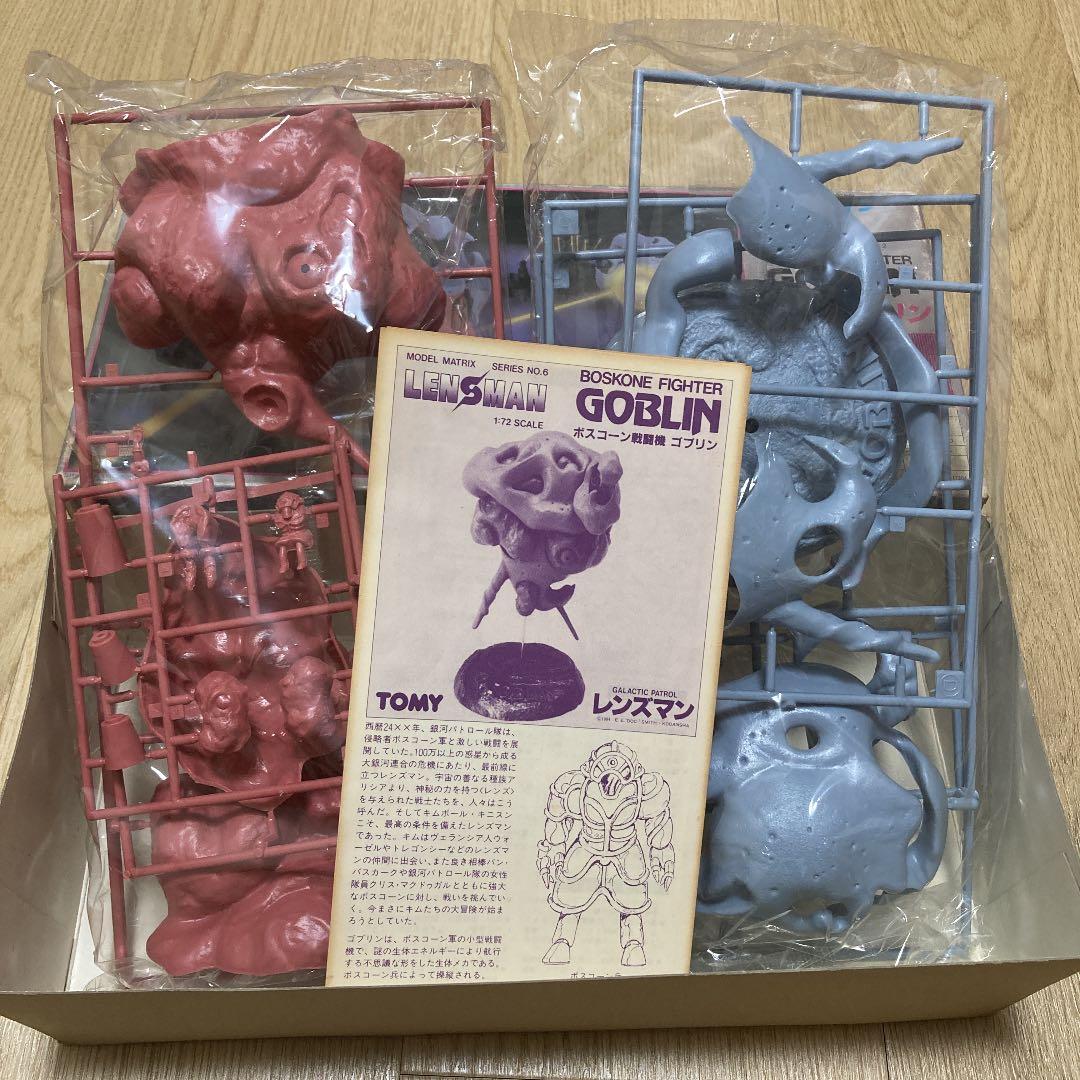 MODEL MATRIX SERIES NO.6
LENSMAN
1:72 SCALE
BOSKONE FIGHTER
GOBLIN
ボスコーン戦闘機 ゴブリン
TOMY
GALACTIC PATROL
レンズマン
©1984 E. E. "DOC" SMITH・KODANSHA
西暦24××年、銀河パトロール隊は、
侵略者ボスコーン軍と激しい戦闘を展
開していた。100万以上の惑星から成る
大銀河連合の危機にあたり、最前線に
立つレンズマン。宇宙の善なる種族ア
リシアより、神秘の力を持つ〈レンズ〉
を与えられた戦士たちを、人々はこう
呼んだ。そしてキムボール・キニスン
こそ、最高の条件を備えたレンズマン
であった。キムはヴェランシア人ウォ
ーゼルやトレゴンシーなどのレンズマ
ンの仲間に出会い、また良き相棒バン・
バスカークや銀河パトロール隊の女性
隊員クリス・マクドゥガルとともに強大
なボスコーンに対し、戦いを挑んでい
く。今まさにキムたちの大冒険が始ま
ろうとしていた。
ゴブリンは、ボスコーン軍の小型戦闘
機で、謎の生体エネルギーにより航行
する不思議な形をした生体メカである。
ボスコーン兵によって操縦される。
ボスコーン兵
TER
リン